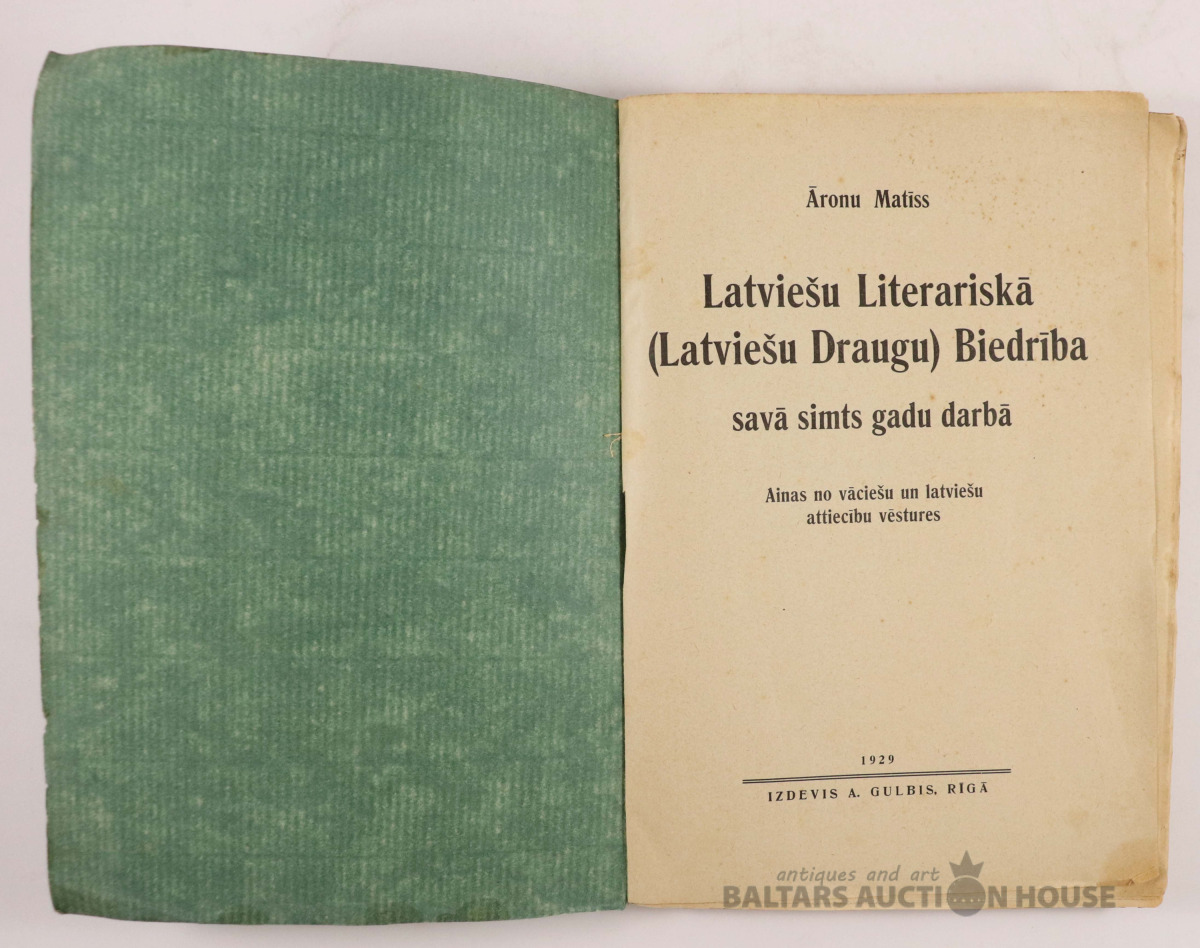 Āronu Matīss
Latviešu Literariskā
(Latviešu Draugu) Biedrība
savā simts gadu darbā
Ainas no vāciešu un latviešu
attiecību vēstures
1929
IZDEVIS A. GULBIS, RĪGĀ
antiques and art
BALTARS AUCTION HOUSE